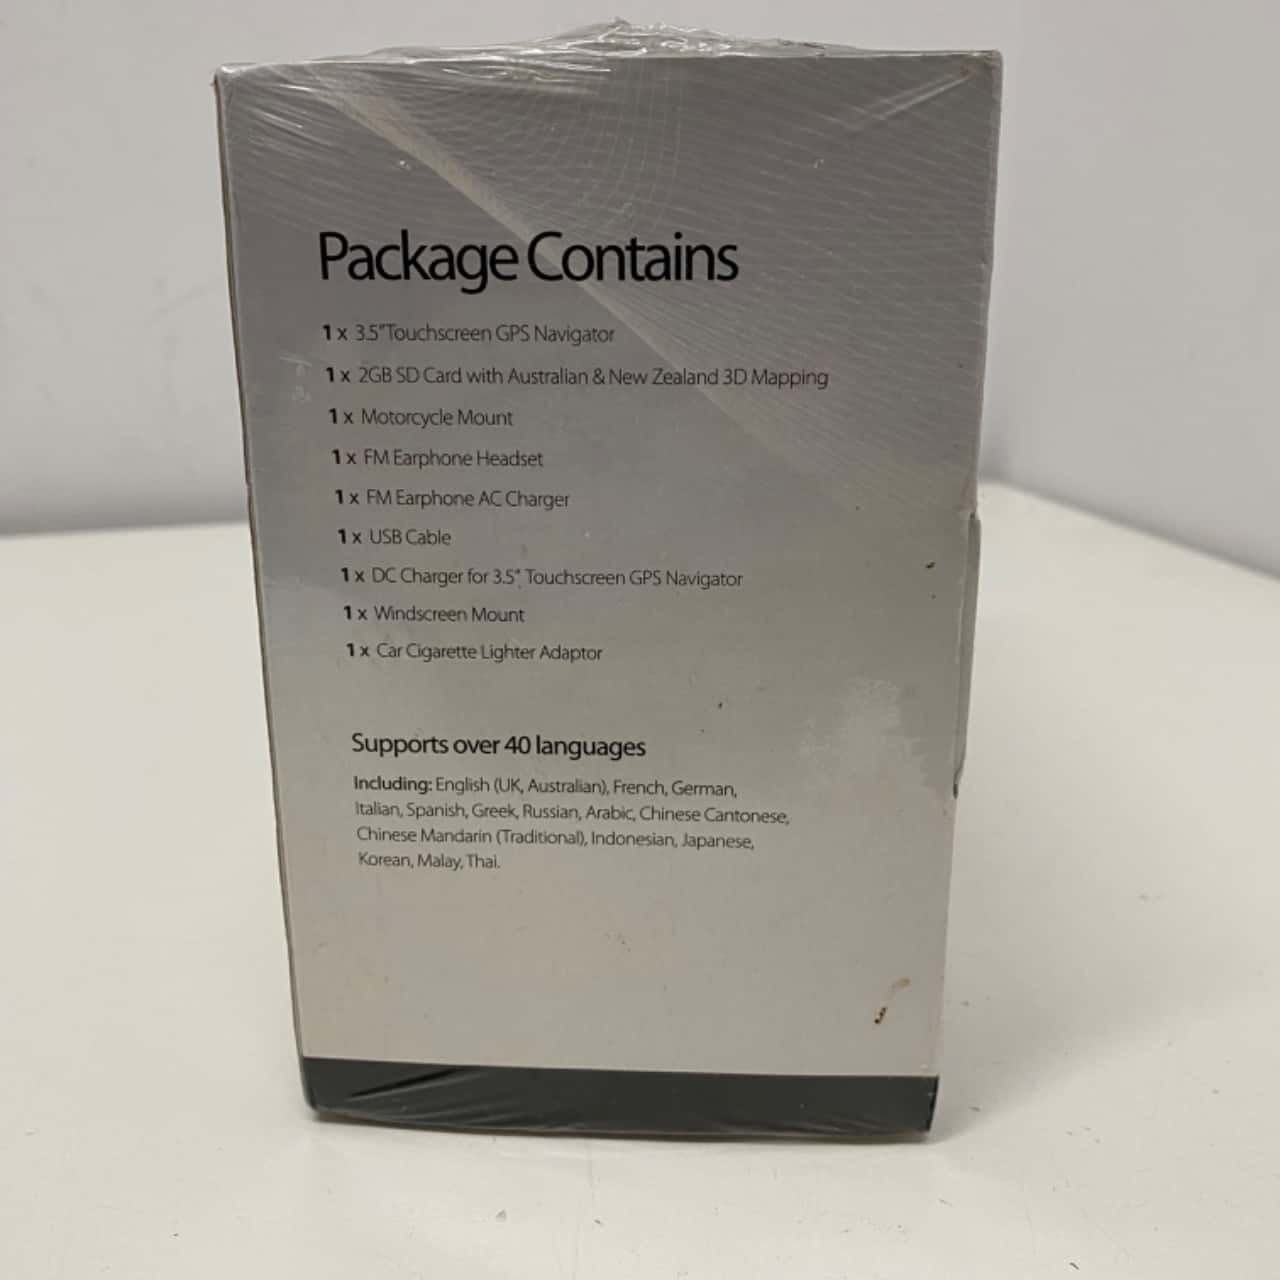 Package Contains
1 x 3.5" Touchscreen GPS Navigator
1 x 2GB SD Card with Australian & New Zealand 3D Mapping
1 x Motorcycle Mount
1 x FM Earphone Headset
1 x FM Earphone AC Charger
1 x USB Cable
1 x DC Charger for 3.5" Touchscreen GPS Navigator
1 x Windscreen Mount
1 x Car Cigarette Lighter Adaptor
Supports over 40 languages
Including: English (UK, Australian), French, German,
Italian, Spanish, Greek, Russian, Arabic, Chinese Cantonese,
Chinese Mandarin (Traditional), Indonesian, Japanese,
Korean, Malay, Thai.